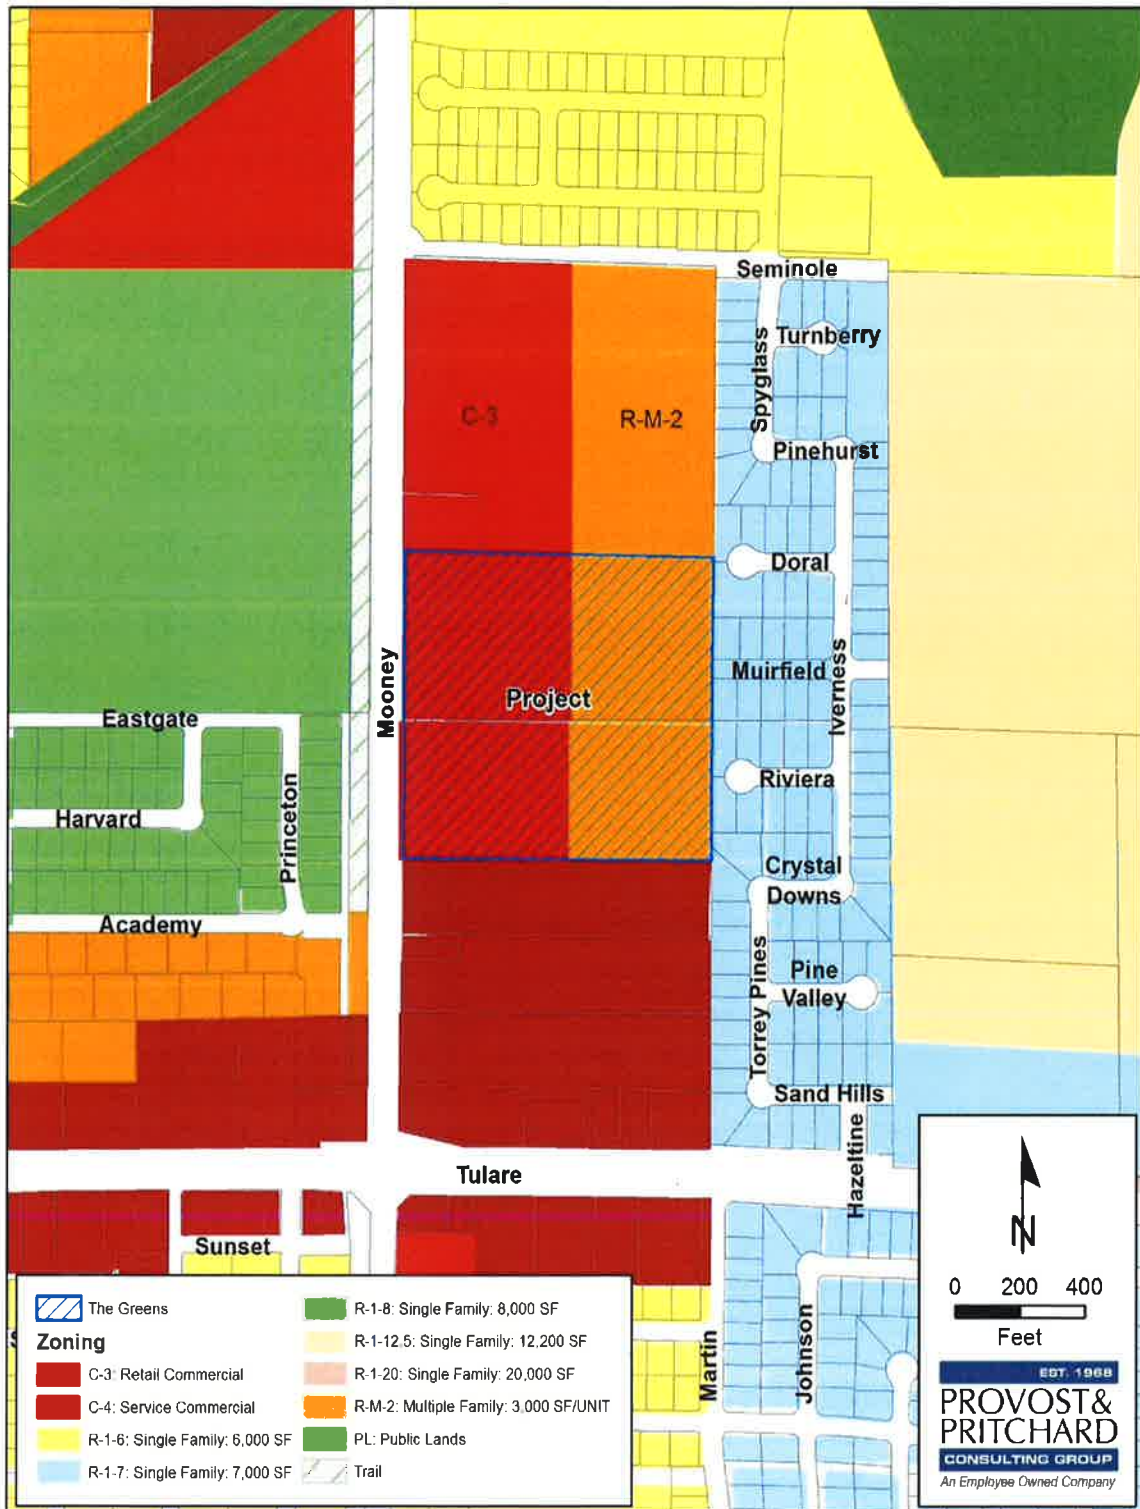 Seminole
Turnberry
Spyglass
C-3
R-M-2
Pinehurst
Doral
Mooney
Muirfield
Iverness
Project
Eastgate
Riviera
Princeton
Harvard
Crystal
Downs
Academy
Torrey Pines
Pine
Valley
Sand Hills
Hazeltine
Tulare
Sunset
Martin
Johnson
N
0 200 400
Feet
The Greens
Zoning
C-3: Retail Commercial
C-4: Service Commercial
R-1-6: Single Family: 6,000 SF
R-1-7: Single Family: 7,000 SF
R-1-8: Single Family: 8,000 SF
R-1-12.5: Single Family: 12,200 SF
R-1-20: Single Family: 20,000 SF
R-M-2: Multiple Family: 3,000 SF/UNIT
PL: Public Lands
Trail
EST. 1968
PROVOST&
PRITCHARD
CONSULTING GROUP
An Employee Owned Company